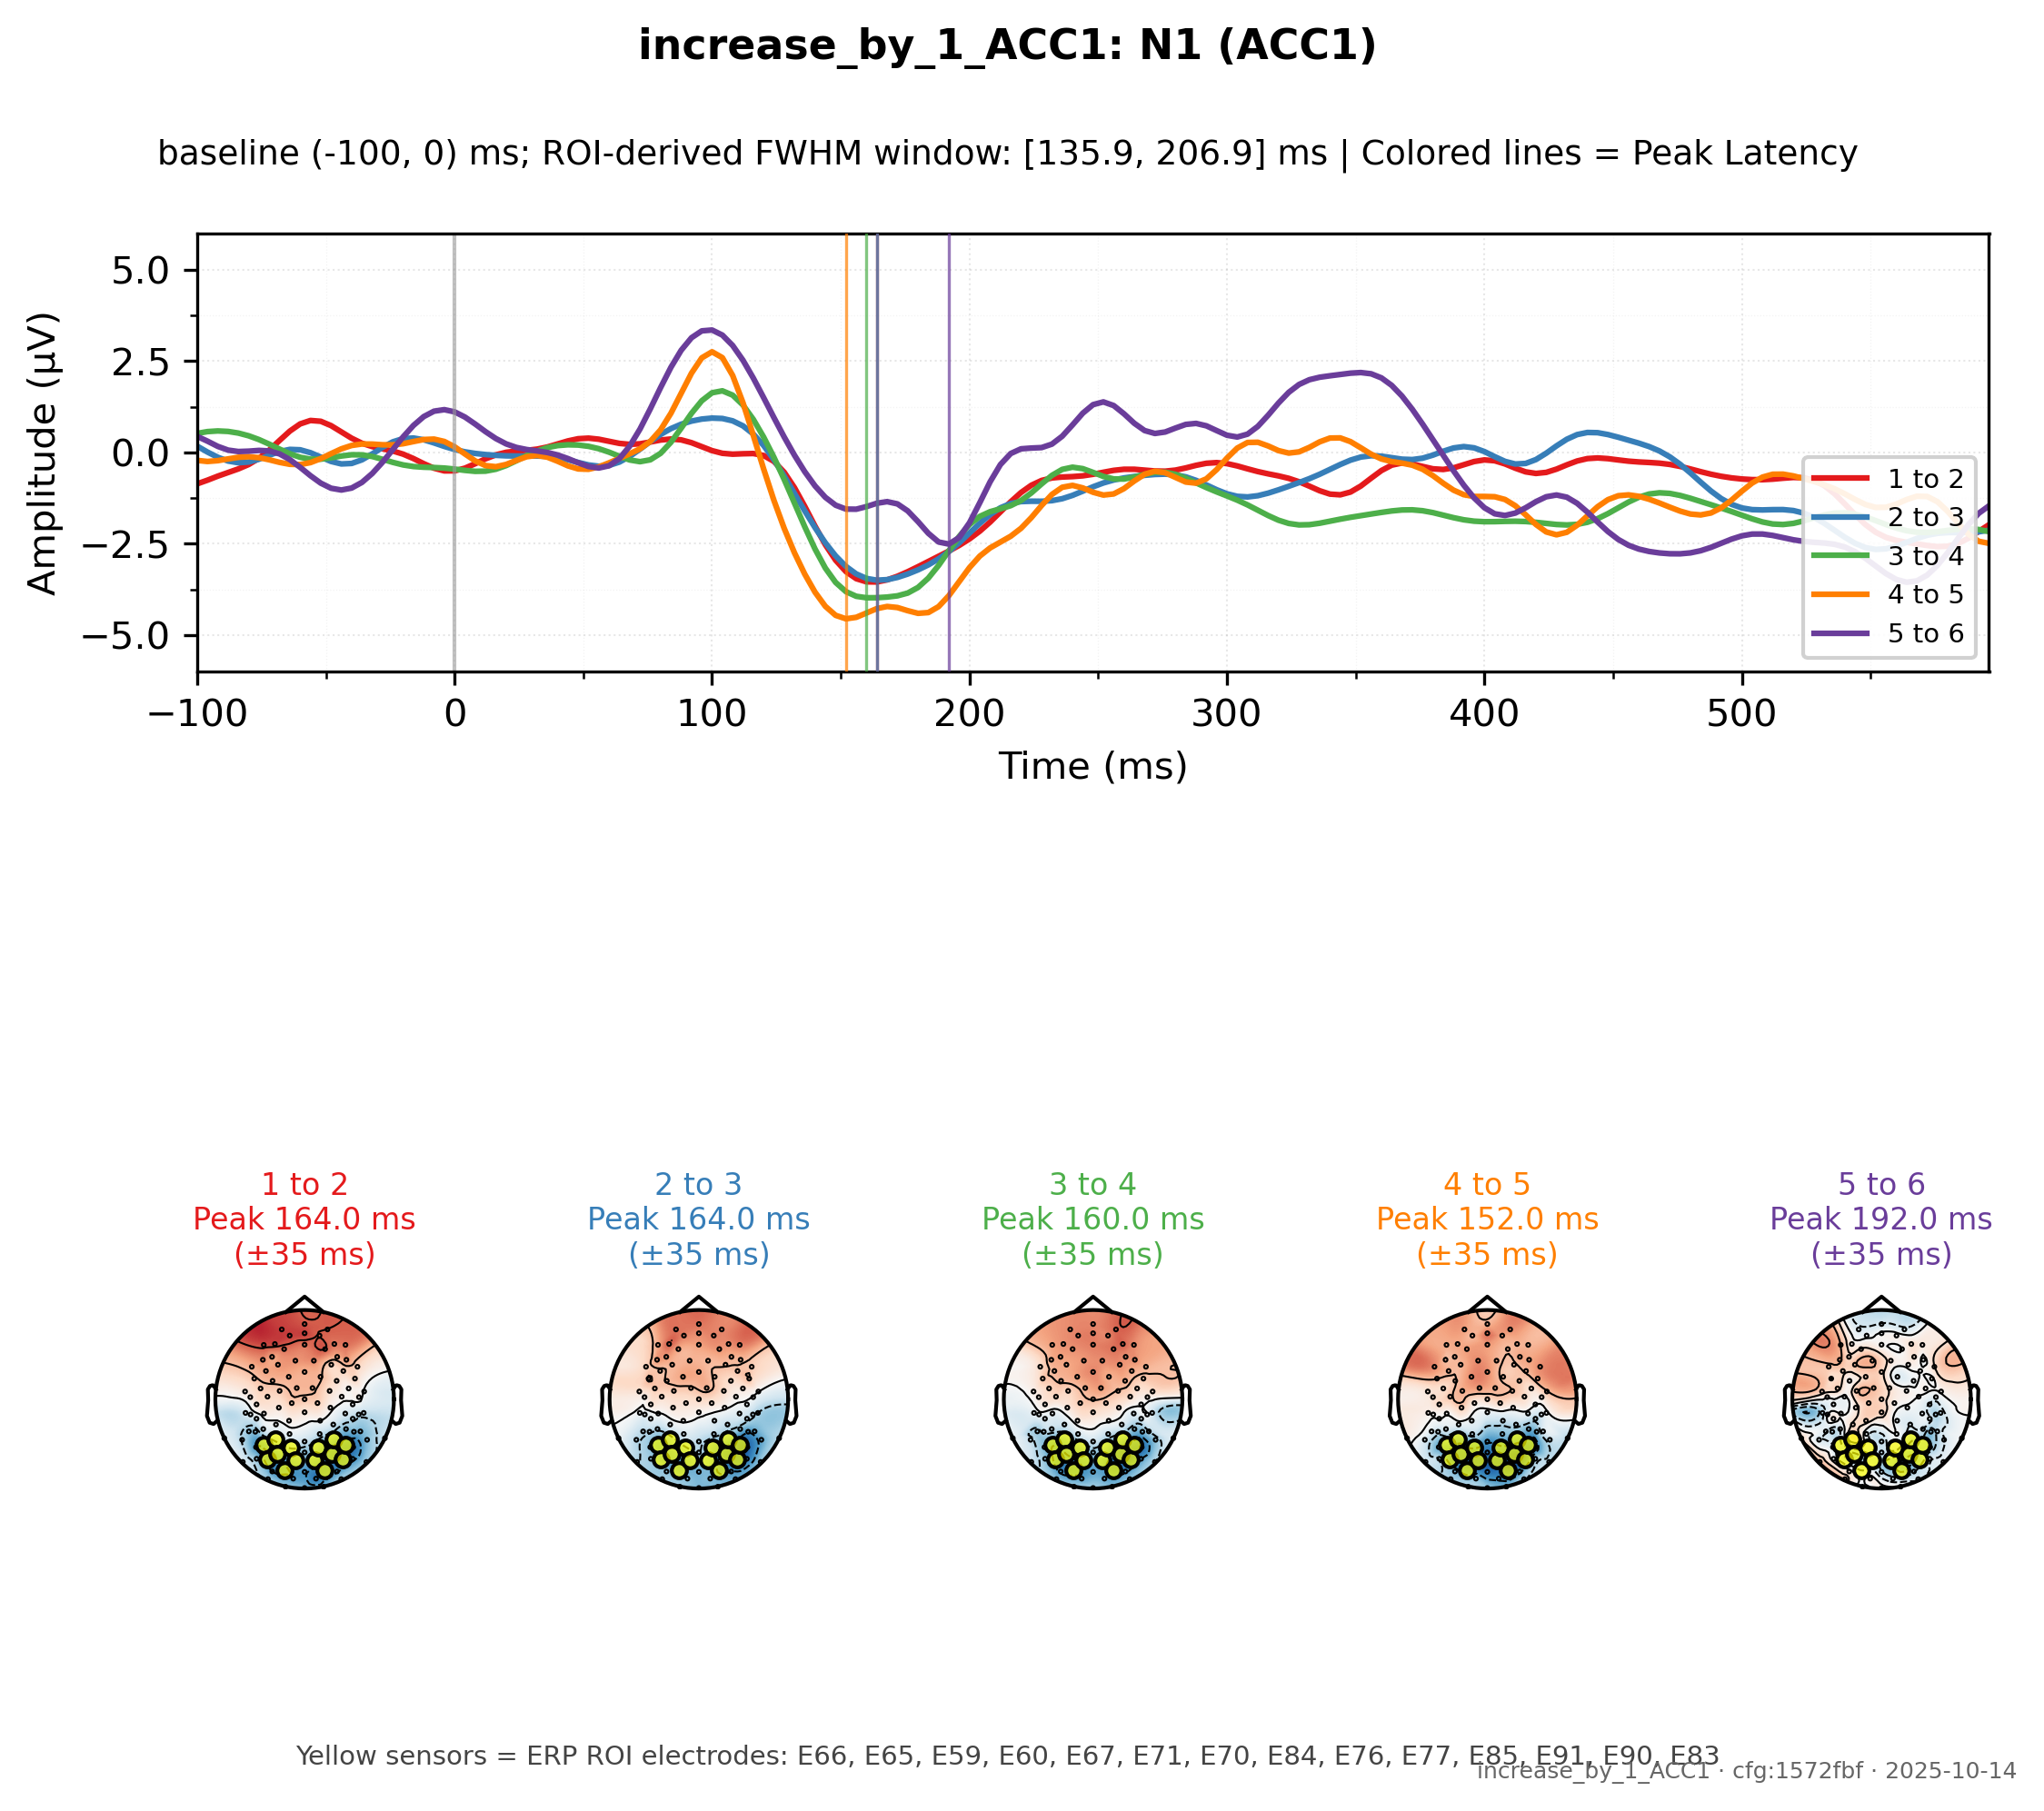 increase_by_1_ACC1: N1 (ACC1)
baseline (-100, 0) ms; ROI-derived FWHM window: [135.9, 206.9] ms | Colored lines = Peak Latency
Amplitude (µV)
5.0
2.5
0.0
−2.5
−5.0
1 to 2
2 to 3
3 to 4
4 to 5
5 to 6
−100 0 100 200 300 400 500
Time (ms)
1 to 2
Peak 164.0 ms
(±35 ms)
2 to 3
Peak 164.0 ms
(±35 ms)
3 to 4
Peak 160.0 ms
(±35 ms)
4 to 5
Peak 152.0 ms
(±35 ms)
5 to 6
Peak 192.0 ms
(±35 ms)
Yellow sensors = ERP ROI electrodes: E66, E65, E59, E60, E67, E71, E70, E84, E76, E77, E85, E91, E90, E83
increase_by_1_ACC1 · cfg:1572fbf · 2025-10-14